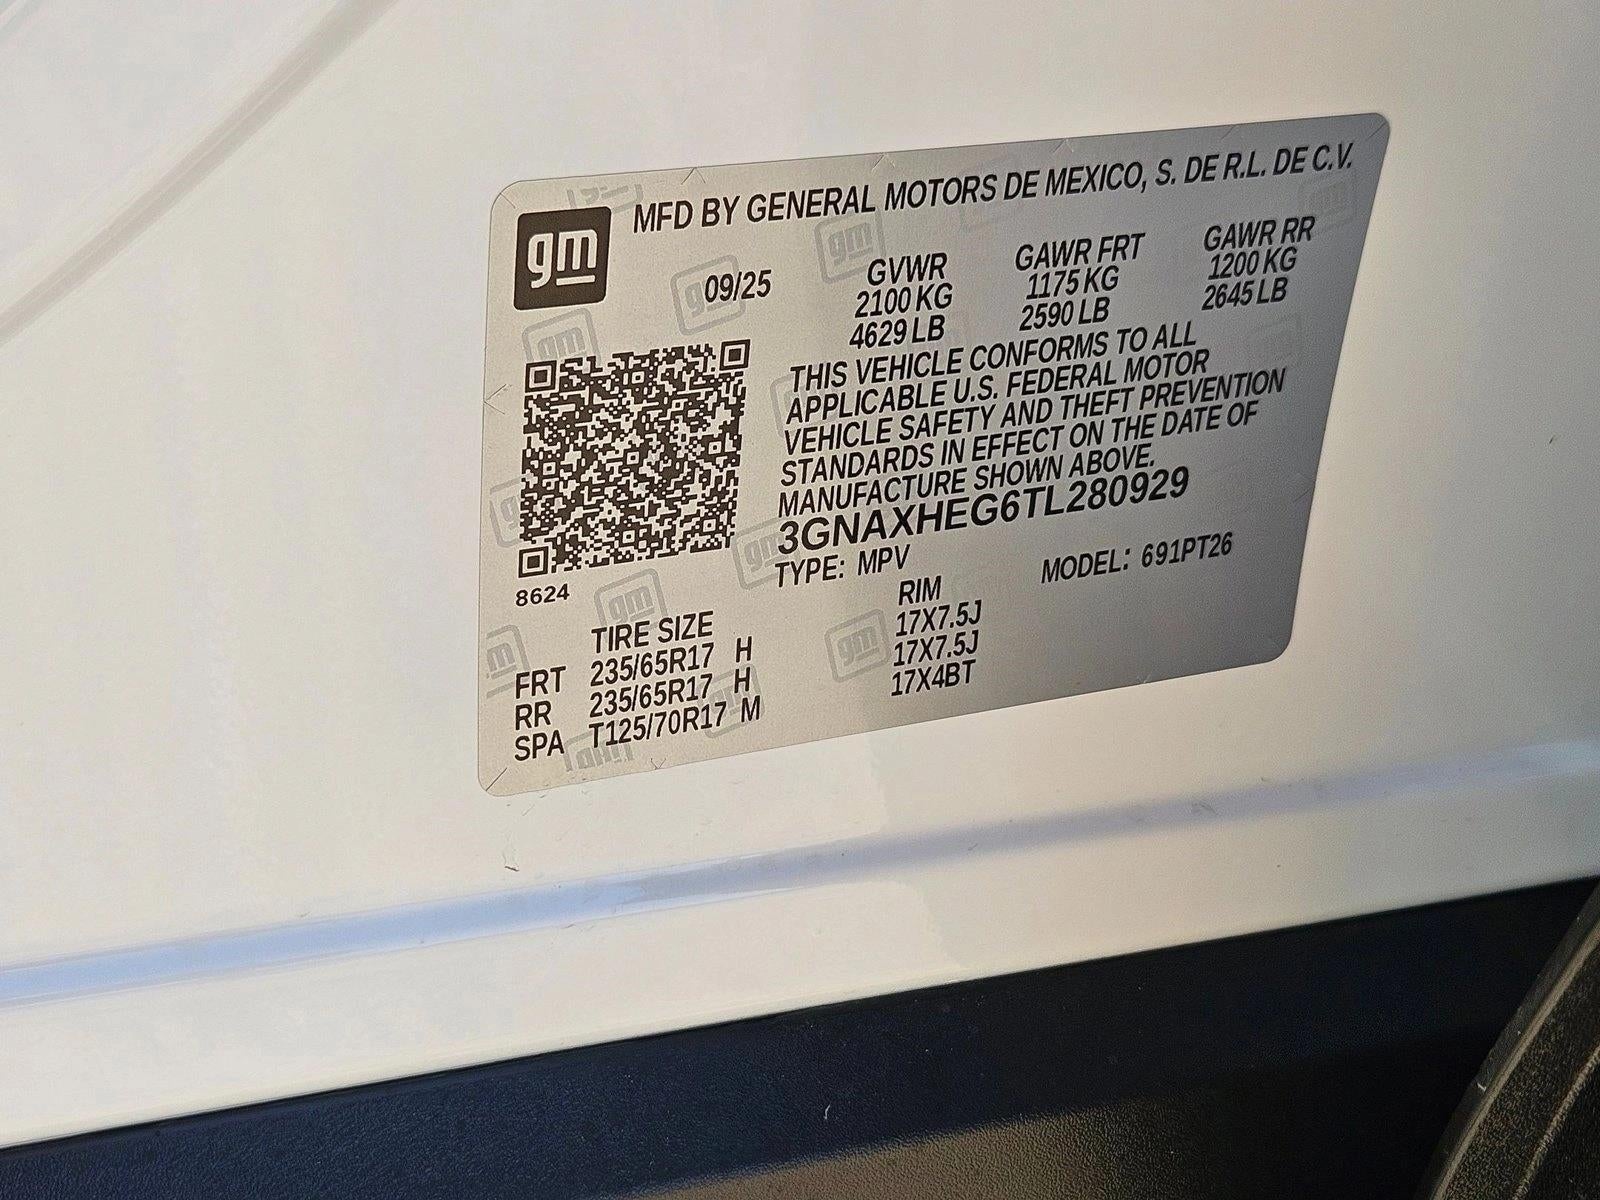 gm
MFD BY GENERAL MOTORS DE MEXICO, S. DE R.L. DE C.V.
09/25
GVWR GAWR FRT GAWR RR
2100 KG 1175 KG 1200 KG
4629 LB 2590 LB 2645 LB
THIS VEHICLE CONFORMS TO ALL
APPLICABLE U.S. FEDERAL MOTOR
VEHICLE SAFETY AND THEFT PREVENTION
STANDARDS IN EFFECT ON THE DATE OF
MANUFACTURE SHOWN ABOVE.
3GNAXHEG6TL280929
TYPE: MPV MODEL: 691PT26
8624
TIRE SIZE RIM
FRT 235/65R17 H 17X7.5J
RR 235/65R17 H 17X7.5J
SPA T125/70R17 M 17X4BT